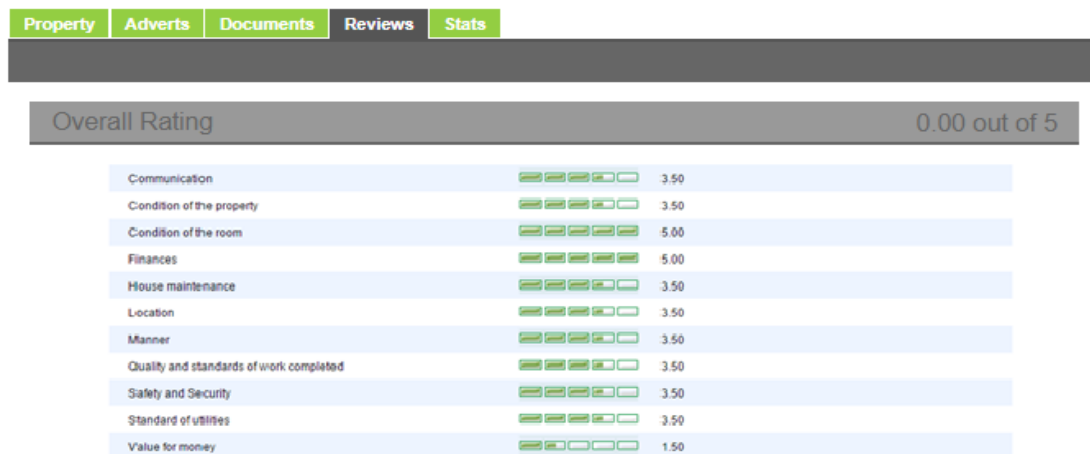 Property Adverts Documents Reviews Stats
Overall Rating 0.00 out of 5
Communication 3.50
Condition of the property 3.50
Condition of the room 5.00
Finances 5.00
House maintenance 3.50
Location 3.50
Manner 3.50
Quality and standards of work completed 3.50
Safety and Security 3.50
Standard of utilities 3.50
Value for money 1.50